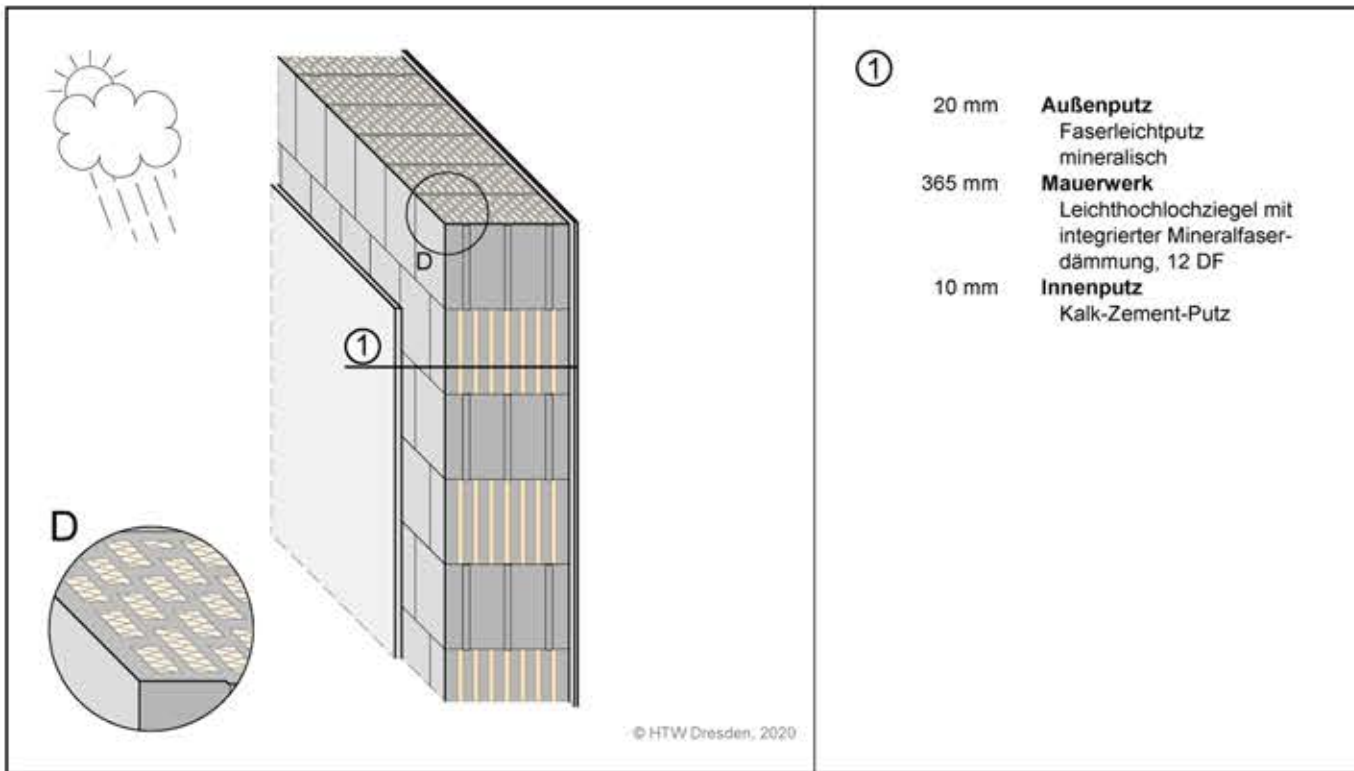 D
1
D
© HTW Dresden, 2020
1
20 mm Außenputz
Faserleichtputz
mineralisch
365 mm Mauerwerk
Leichthochlochziegel mit
integrierter Mineralfaser-
dämmung, 12 DF
10 mm Innenputz
Kalk-Zement-Putz